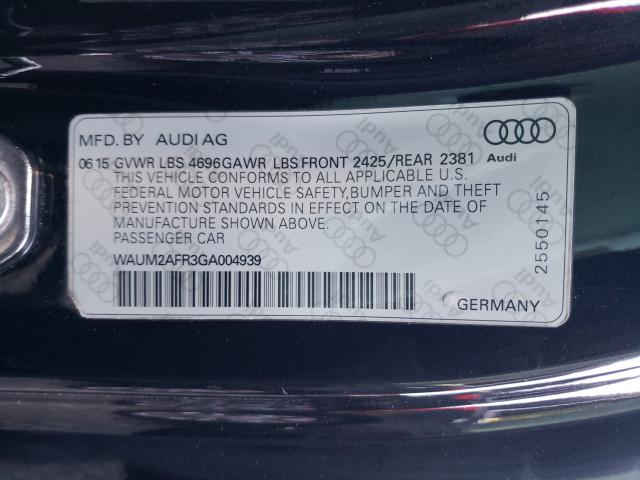 MFD. BY AUDI AG
06 15 GVWR LBS 4696 GAWR LBS FRONT 2425/REAR 2381 Audi
THIS VEHICLE CONFORMS TO ALL APPLICABLE U.S.
FEDERAL MOTOR VEHICLE SAFETY,BUMPER AND THEFT
PREVENTION STANDARDS IN EFFECT ON THE DATE OF
MANUFACTURE SHOWN ABOVE.
PASSENGER CAR
WAUM2AFR3GA004939
2550145
GERMANY